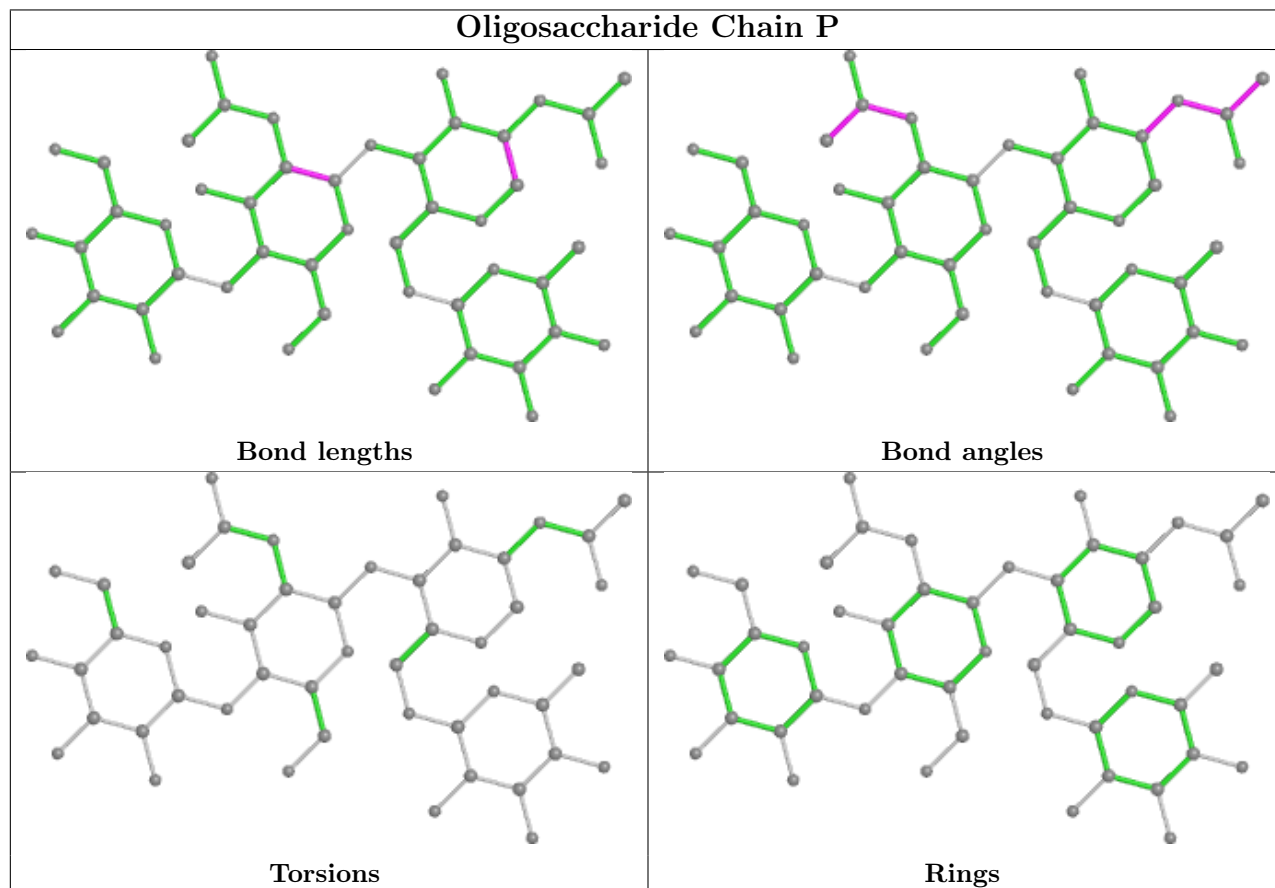 Oligosaccharide Chain P
Bond lengths
Bond angles
Torsions
Rings